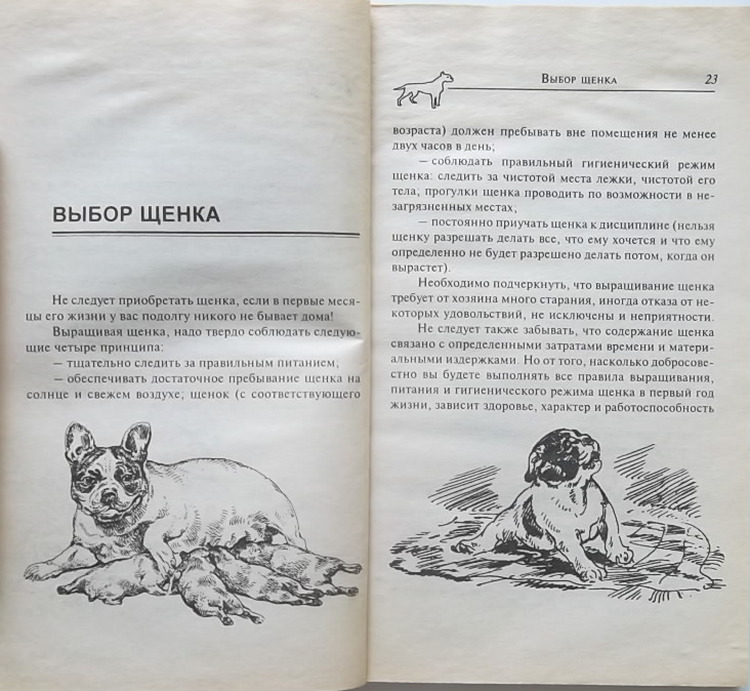 ВЫБОР ЩЕНКА
Не следует приобретать щенка, если в первые меся-
цы его жизни у вас подолгу никого не бывает дома!
Выращивая щенка, надо твердо соблюдать следую-
щие четыре принципа:
— тщательно следить за правильным питанием;
— обеспечивать достаточное пребывание щенка на
солнце и свежем воздухе; щенок (с соответствующего
ВЫБОР ЩЕНКА 23
возраста) должен пребывать вне помещения не менее
двух часов в день;
— соблюдать правильный гигиенический режим
щенка: следить за чистотой места лежки, чистотой его
тела; прогулки щенка проводить по возможности в не-
загрязненных местах;
— постоянно приучать щенка к дисциплине (нельзя
щенку разрешать делать все, что ему хочется и что ему
определенно не будет разрешено делать потом, когда он
вырастет).
Необходимо подчеркнуть, что выращивание щенка
требует от хозяина много старания, иногда отказа от не-
которых удовольствий, не исключены и неприятности.
Не следует также забывать, что содержание щенка
связано с определенными затратами времени и матери-
альными издержками. Но от того, насколько добросове-
стно вы будете выполнять все правила выращивания,
питания и гигиенического режима щенка в первый год
жизни, зависит здоровье, характер и работоспособность